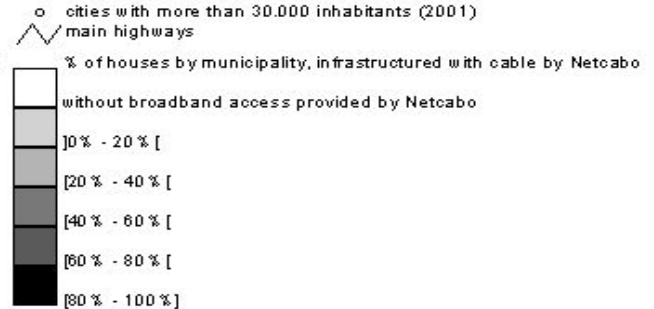 cities with more than 30.000 inhabitants (2001)
main highways
% of houses by municipality, infrastructured with cable by Netcabo
without broadband access provided by Netcabo
]0% - 20%[
[20% - 40%[
[40% - 60%[
[60% - 80%[
[80% - 100%]